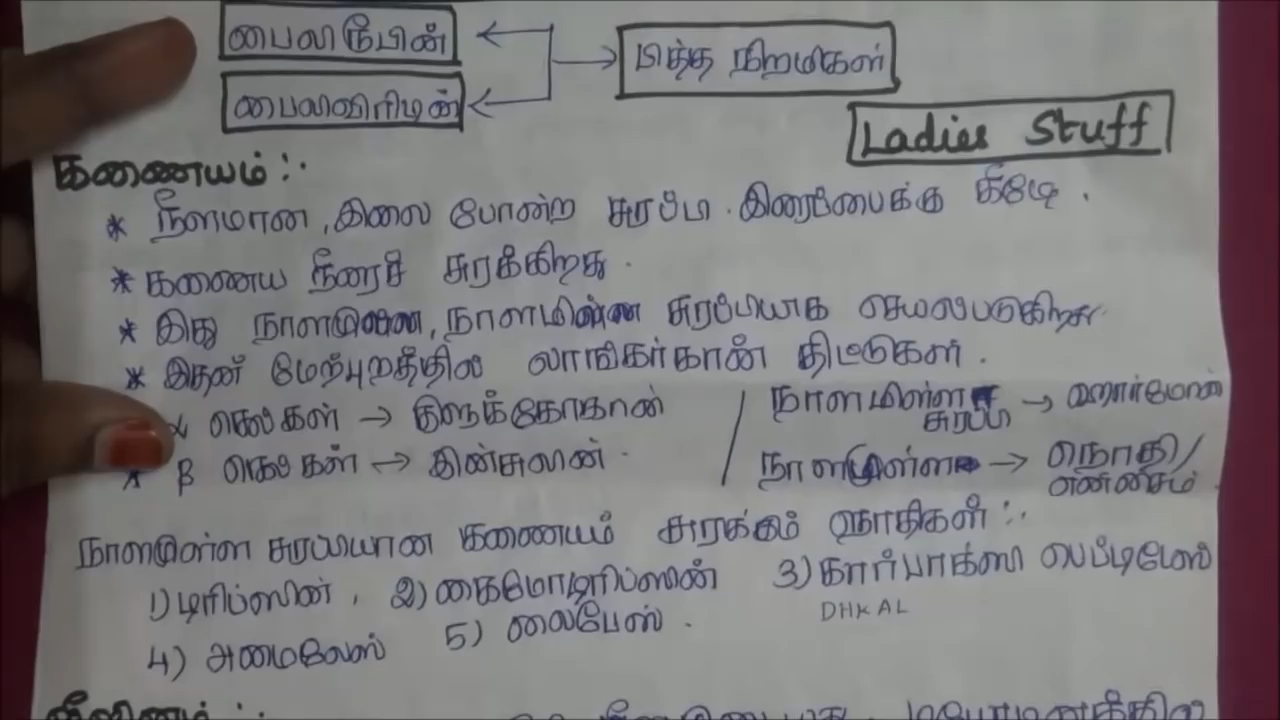 பைலிரூபின்
பித்த நிறமிகள்
பைலிவிரிடின்
Ladies Stuff
கணையம் :-
* நீளமான, இலை போன்ற சுரப்பி. இரைப்பைக்கு கீழே.
* கணைய நீரைச் சுரக்கிறது.
* இது நாளமுள்ள, நாளமில்லா சுரப்பியாக செயல்படுகிறது.
* இதன் மேற்புறத்தில் லாங்கர்கான் திட்டுகள்.
α செல்கள் → குளுக்கோகான் / நாளமில்லா சுரப்பி → ஹார்மோன்
* β செல்கள் → இன்சுலின். / நாளமுள்ள → நொதி/என்சைம்.
நாளமுள்ள சுரப்பியான கணையம் சுரக்கும் நொதிகள் :-
1) டிரிப்ஸின், 2) கைமோடிரிப்ஸின் 3) கார்பாக்ஸி பெப்டிடேஸ்
DHKAL
4) அமைலேஸ் 5) லைபேஸ்.